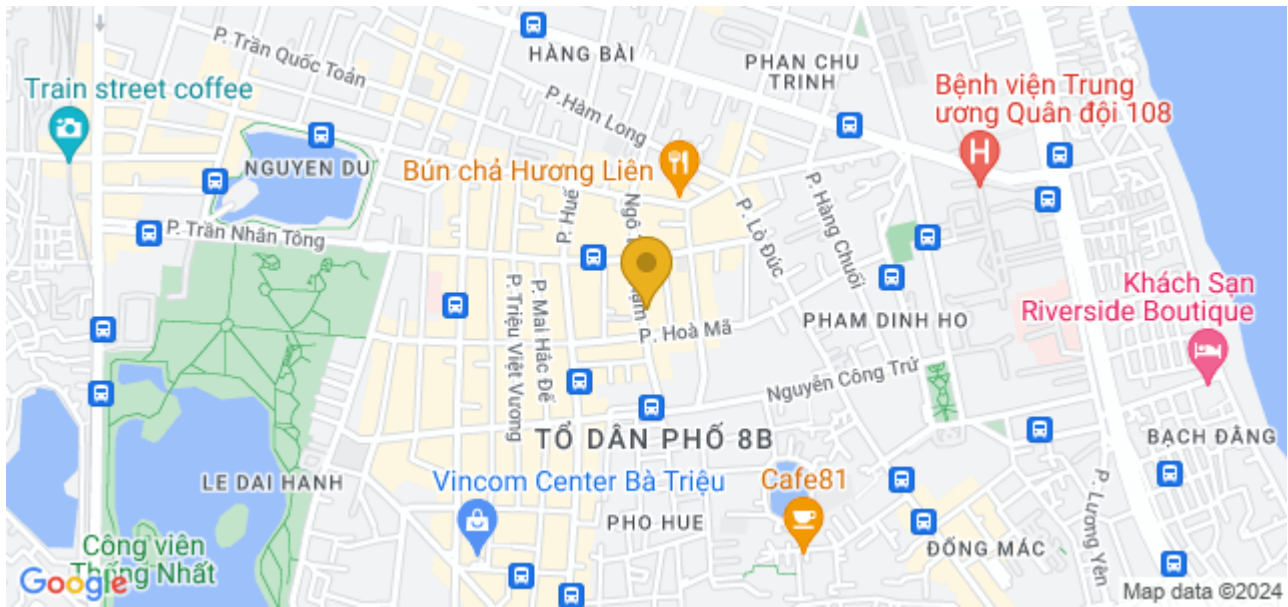 P. Trần Quốc Toản
HÀNG BÀI
PHAN CHU
TRINH
Train street coffee
Bệnh viện Trung
ương Quân đội 108
P.Hàm Long
NGUYEN DU
Bún chả Hương Liên
P. Hàng Chuối
P. Lò Đúc
P. Huế
Ngô
P. Trần Nhân Tông
Khách Sạn
Riverside Boutique
P. Triệu Việt Vương
P. Mai Hắc Đế
P. Hoà Mã
PHAM DINH HO
Nguyễn Công Trứ
TỔ DÂN PHỐ 8B
BẠCH ĐẰNG
LE DAI HANH
Vincom Center Bà Triệu
Cafe81
P. Lương Yên
PHO HUE
ĐỐNG MÁC
Công viên
Thống Nhất
Google
Map data ©2024